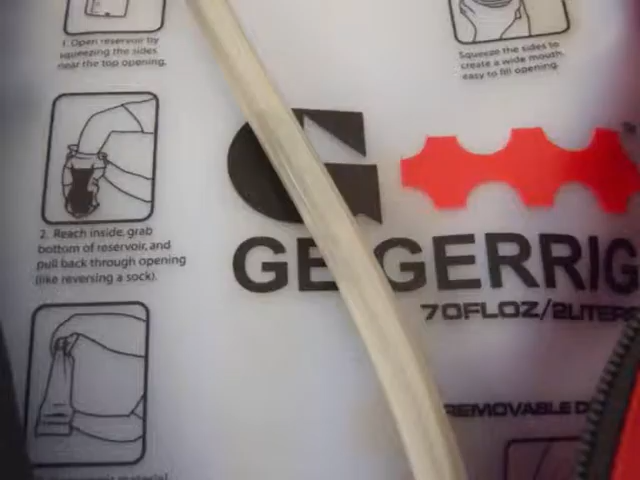 1. Open reservoir by
squeezing the sides
near the top opening.
Squeeze the sides to
create a wide mouth,
easy to fill opening.
2. Reach inside, grab
bottom of reservoir, and
pull back through opening
(like reversing a sock).
GE GERRIG
70FLOZ/2LITERS
REMOVABLE D